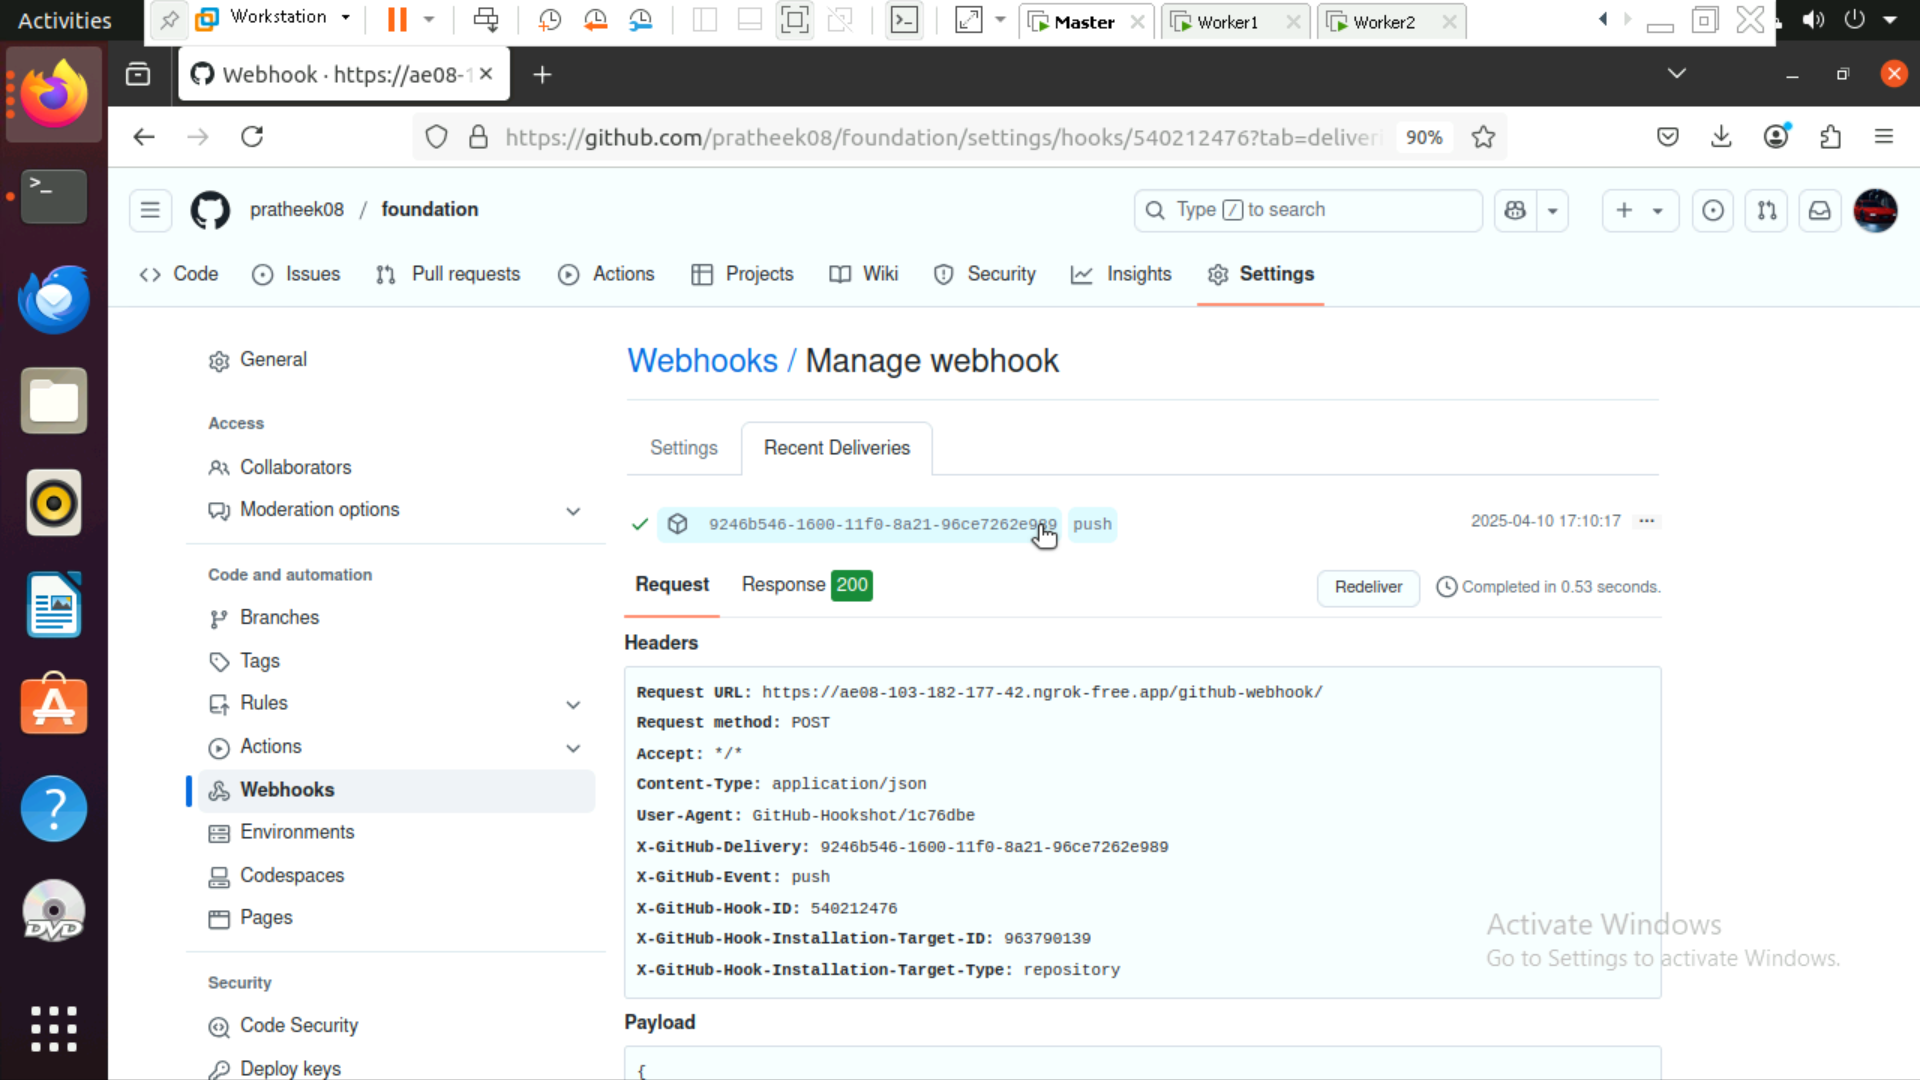 Activities
Workstation
Master
Worker1
Worker2
Webhook · https://ae08-1
https://github.com/pratheek08/foundation/settings/hooks/540212476?tab=deliveri
90%
pratheek08 / foundation
Type / to search
Code
Issues
Pull requests
Actions
Projects
Wiki
Security
Insights
Settings
General
Access
Collaborators
Moderation options
Code and automation
Branches
Tags
Rules
Actions
Webhooks
Environments
Codespaces
Pages
Security
Code Security
Deploy keys
Webhooks / Manage webhook
Settings
Recent Deliveries
9246b546-1600-11f0-8a21-96ce7262e989
push
2025-04-10 17:10:17
Request
Response 200
Redeliver
Completed in 0.53 seconds.
Headers
Request URL: https://ae08-103-182-177-42.ngrok-free.app/github-webhook/
Request method: POST
Accept: */*
Content-Type: application/json
User-Agent: GitHub-Hookshot/1c76dbe
X-GitHub-Delivery: 9246b546-1600-11f0-8a21-96ce7262e989
X-GitHub-Event: push
X-GitHub-Hook-ID: 540212476
X-GitHub-Hook-Installation-Target-ID: 963790139
X-GitHub-Hook-Installation-Target-Type: repository
Payload
{
Activate Windows
Go to Settings to activate Windows.
DVD